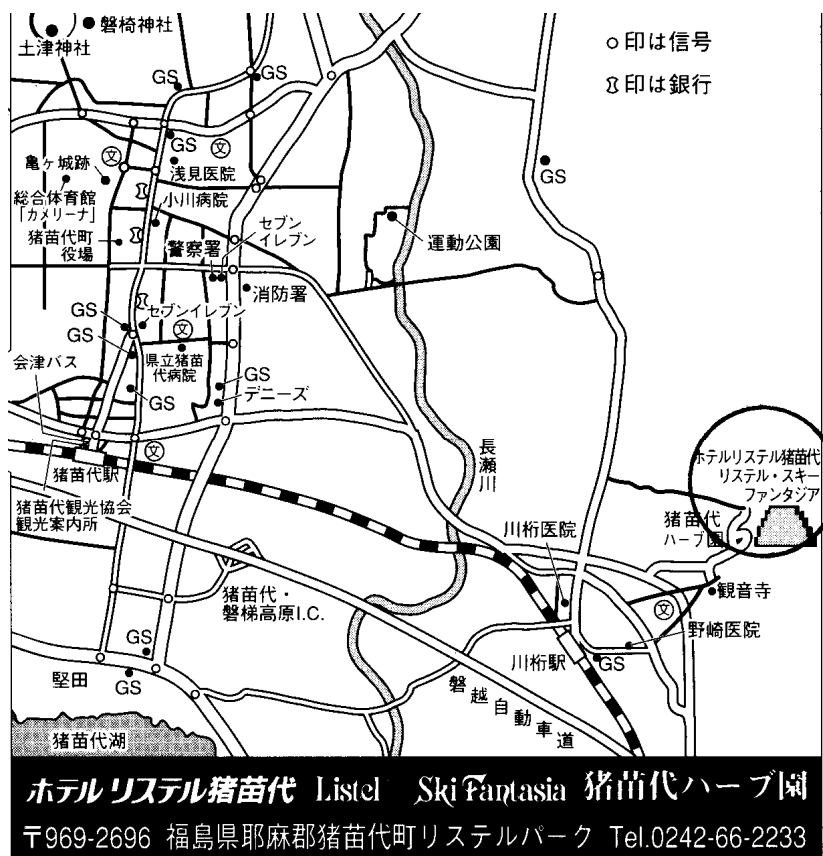 磐椅神社
土津神社
○印は信号
印は銀行
GS
GS
GS
文
文
浅見医院
亀ヶ城跡
総合体育館
「カメリーナ」
小川病院
猪苗代町
役場
警察署
セブン
イレブン
運動公園
GS
消防署
GS
セブンイレブン
文
GS
県立猪苗
代病院
会津バス
GS
GS
デニーズ
文
猪苗代駅
長瀬川
猪苗代観光協会
観光案内所
ホテルリステル猪苗代
リステル・スキー
ファンタジア
猪苗代
ハーブ園
川桁医院
猪苗代・
磐梯高原I.C.
観音寺
文
野崎医院
川桁駅
GS
GS
堅田
GS
磐越自動車道
猪苗代湖
ホテル リステル猪苗代 Listel Ski Fantasia 猪苗代ハーブ園
〒969-2696 福島県耶麻郡猪苗代町リステルパーク Tel.0242-66-2233